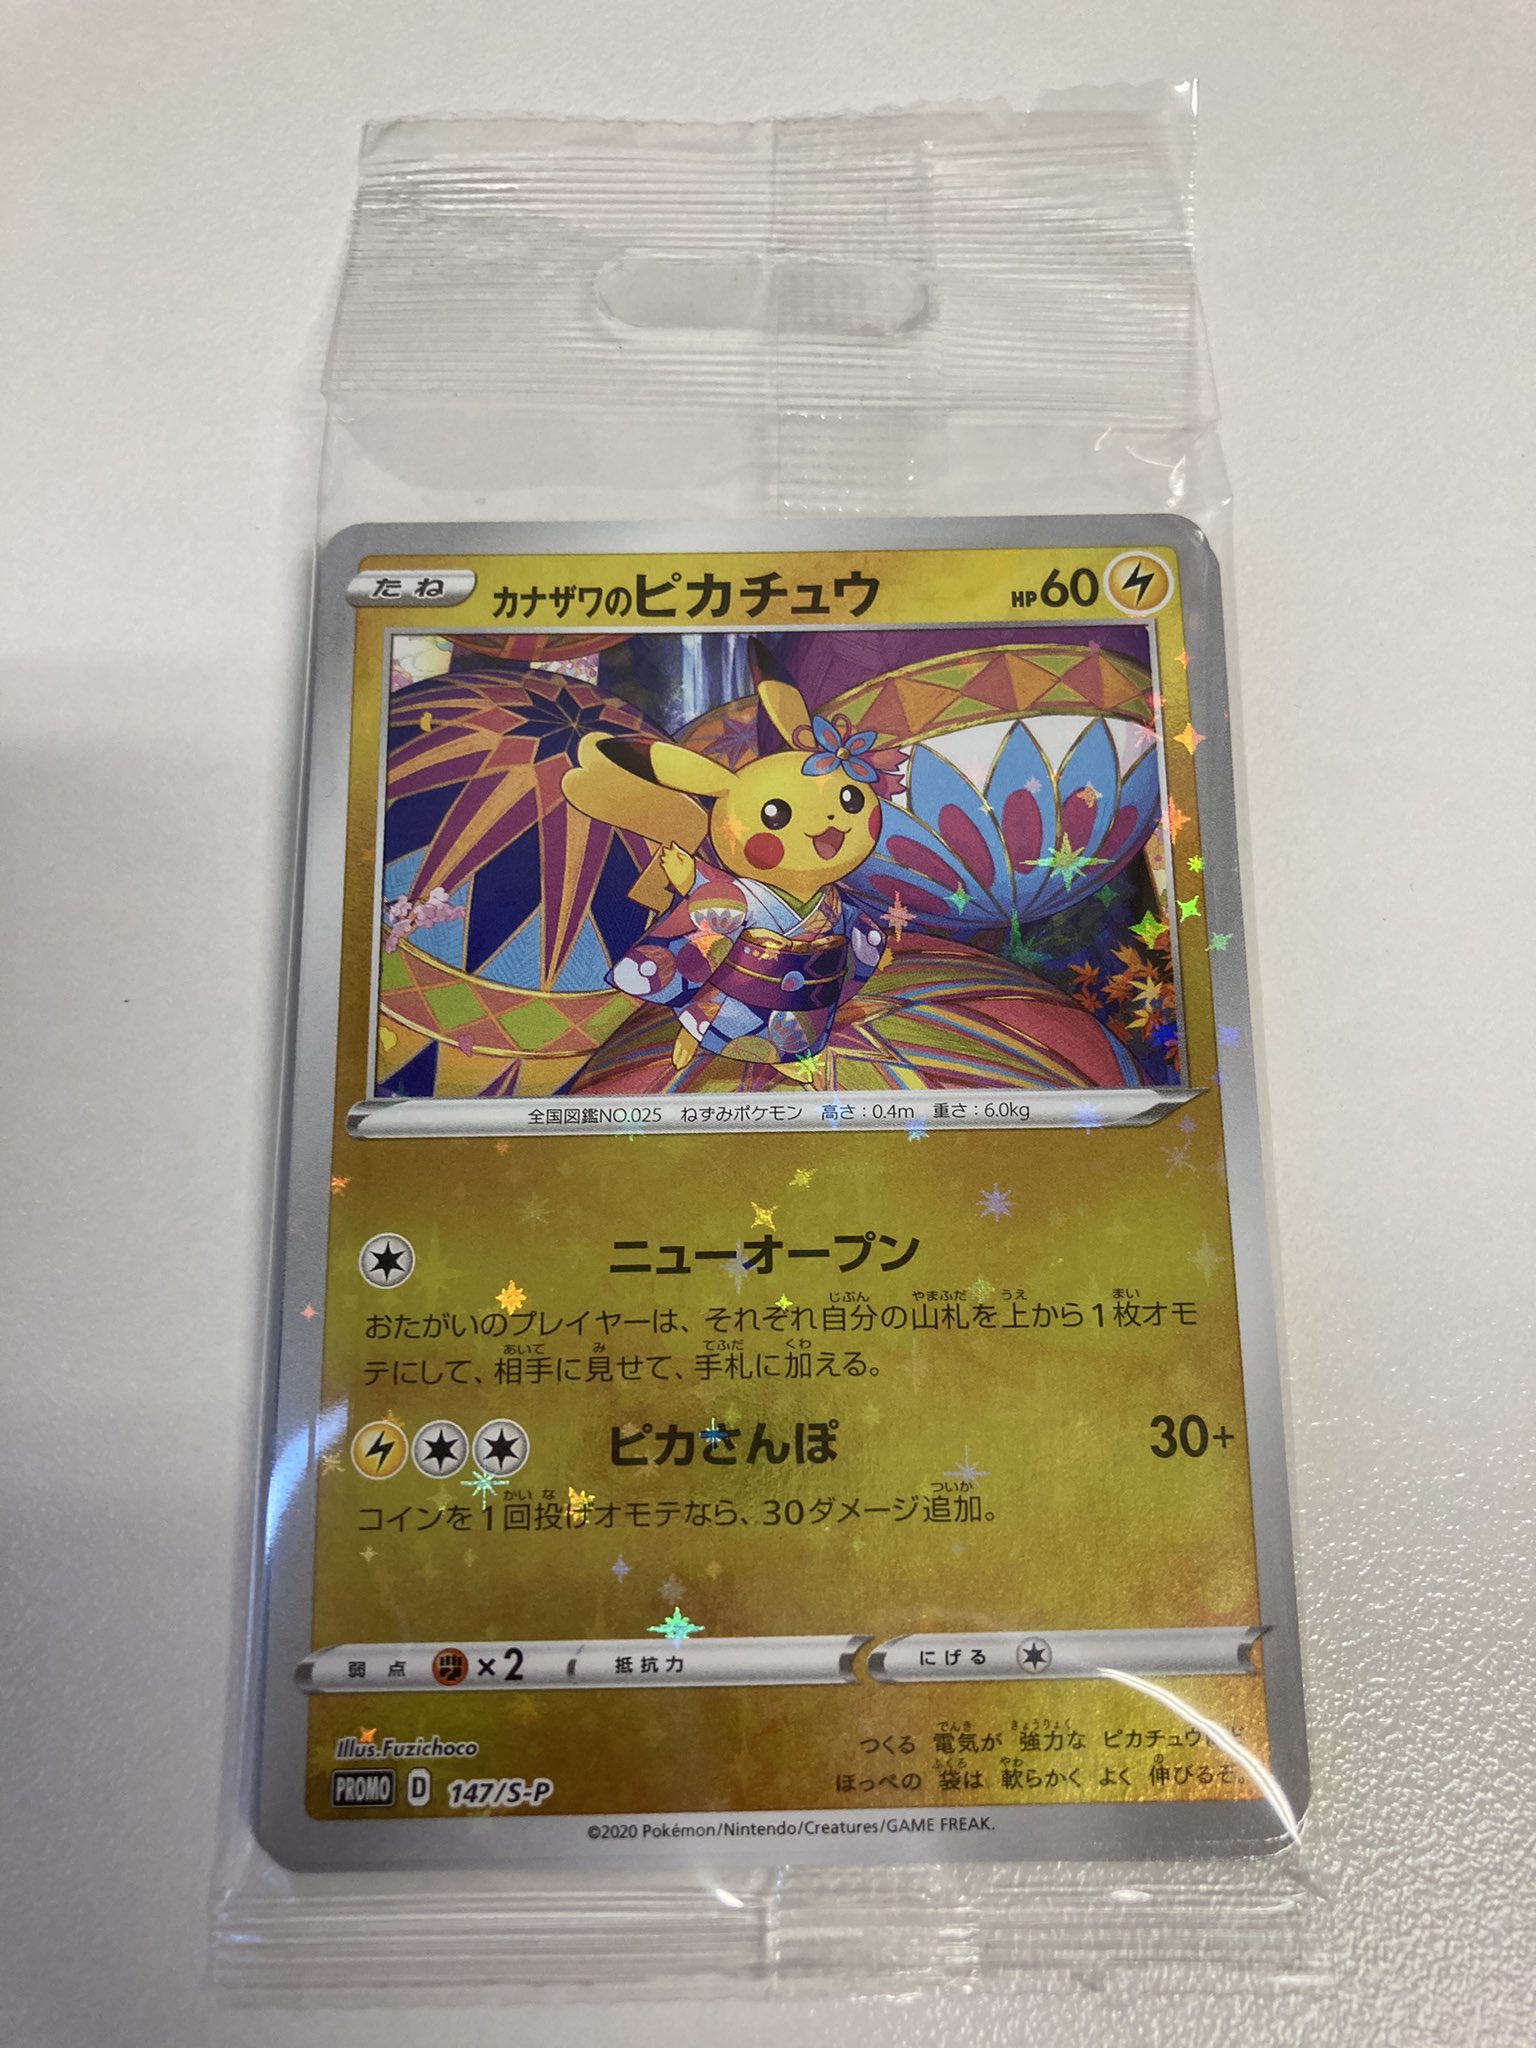 たね カナザワのピカチュウ HP60
全国図鑑NO.025 ねずみポケモン 高さ:0.4m 重さ:6.0kg
ニューオープン
おたがいのプレイヤーは、それぞれ自分の山札を上から1枚オモ
テにして、相手に見せて、手札に加える。
ピカさんぽ 30+
コインを1回投げオモテなら、30ダメージ追加。
弱点 ×2 抵抗力 にげる
Illus.Fuzichoco
つくる 電気が 強力な ピカチュウほど
ほっぺの 袋は 軟らかく よく 伸びるぞ。
PROMO D 147/S-P
©2020 Pokémon/Nintendo/Creatures/GAME FREAK.